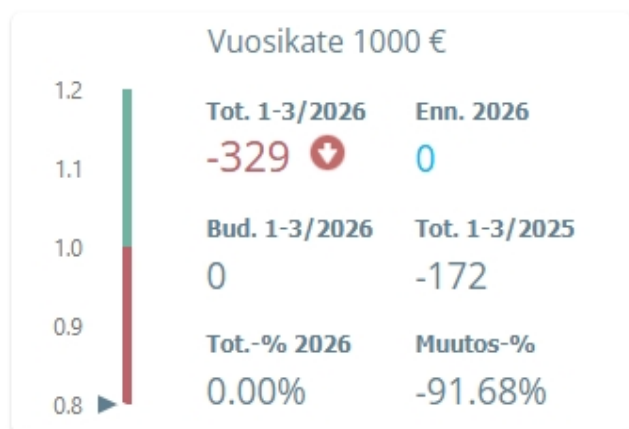 Vuosikate 1000 €
1.2
1.1
1.0
0.9
0.8
Tot. 1-3/2026 Enn. 2026
-329 0
Bud. 1-3/2026 Tot. 1-3/2025
0 -172
Tot.-% 2026 Muutos-%
0.00% -91.68%